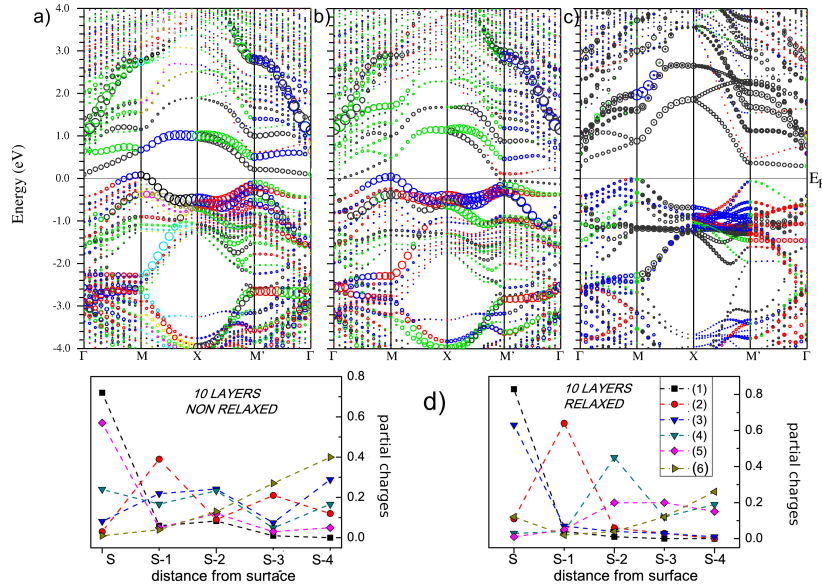 a)
b)
c)
4.0
3.0
2.0
1.0
0.0
-1.0
-2.0
-3.0
-4.0
Energy (eV)
E_F
Γ M X M' Γ
Γ M X M' Γ
Γ M X M' Γ
d)
10 LAYERS
NON RELAXED
0.8
0.6
0.4
0.2
0.0
partial charges
S S-1 S-2 S-3 S-4
distance from surface
10 LAYERS
RELAXED
(1)
(2)
(3)
(4)
(5)
(6)
0.8
0.6
0.4
0.2
0.0
partial charges
S S-1 S-2 S-3 S-4
distance from surface